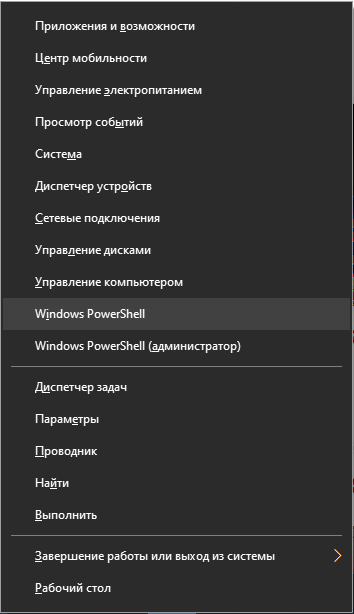 Приложения и возможности
Центр мобильности
Управление электропитанием
Просмотр событий
Система
Диспетчер устройств
Сетевые подключения
Управление дисками
Управление компьютером
Windows PowerShell
Windows PowerShell (администратор)
Диспетчер задач
Параметры
Проводник
Найти
Выполнить
Завершение работы или выход из системы
Рабочий стол